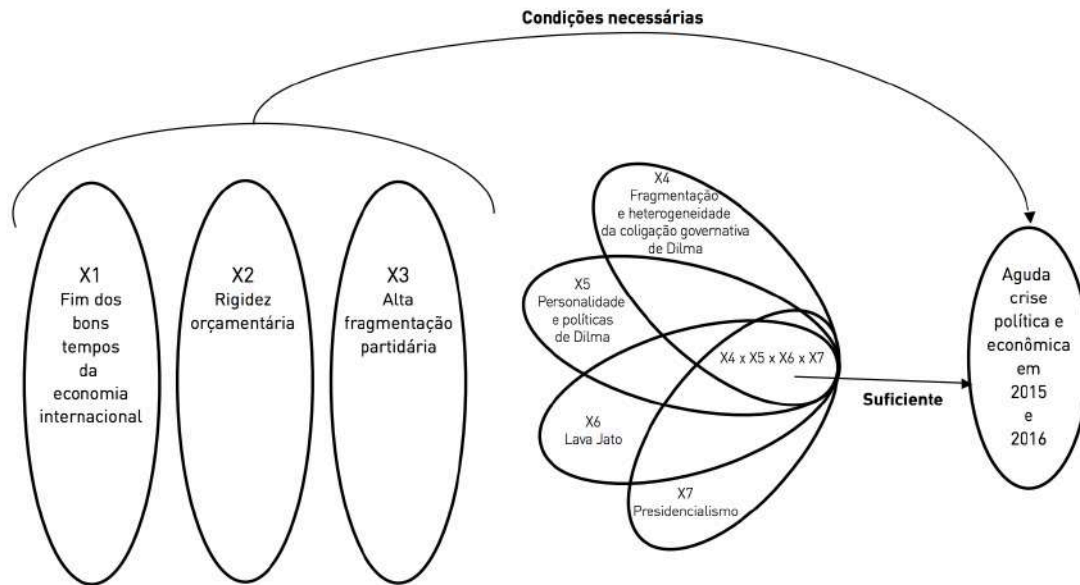 Condições necessárias
X1
Fim dos
bons
tempos
da
economia
internacional
X2
Rigidez
orçamentária
X3
Alta
fragmentação
partidária
X4
Fragmentação
e heterogeneidade
da coligação governativa
de Dilma
X5
Personalidade
e políticas
de Dilma
X4 x X5 x X6 x X7
X6
Lava Jato
X7
Presidencialismo
Suficiente
Aguda
crise
política e
econômica
em
2015
e
2016